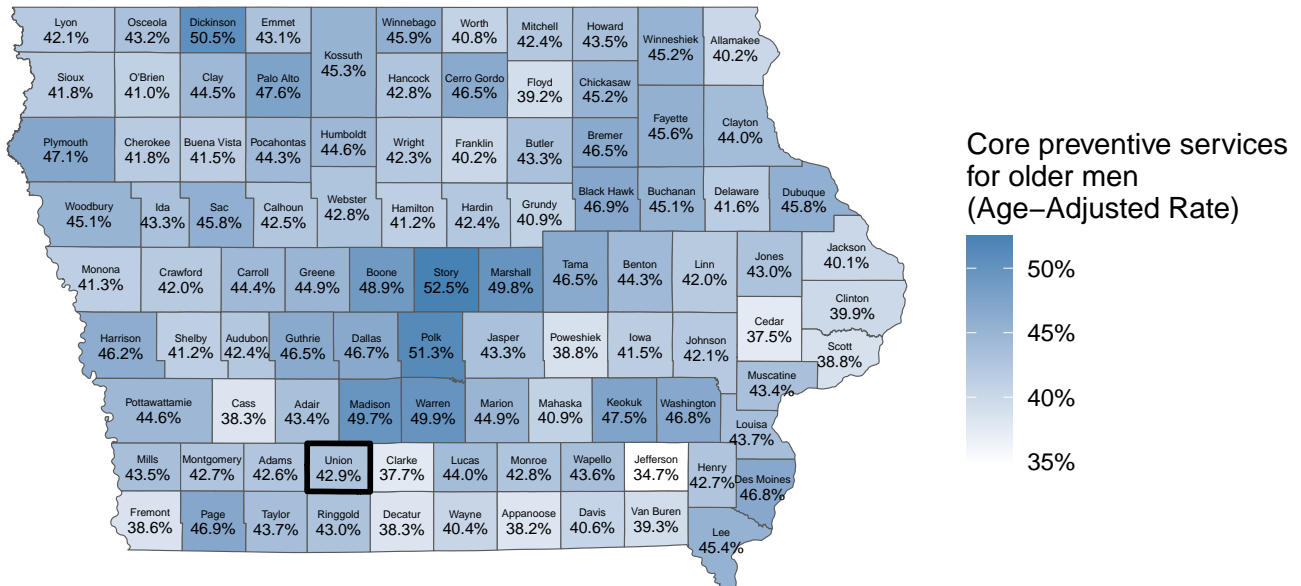 Lyon
42.1%
Osceola
43.2%
Dickinson
50.5%
Emmet
43.1%
Kossuth
45.3%
Winnebago
45.9%
Worth
40.8%
Mitchell
42.4%
Howard
43.5%
Winneshiek
45.2%
Allamakee
40.2%
Sioux
41.8%
O'Brien
41.0%
Clay
44.5%
Palo Alto
47.6%
Hancock
42.8%
Cerro Gordo
46.5%
Floyd
39.2%
Chickasaw
45.2%
Fayette
45.6%
Clayton
44.0%
Plymouth
47.1%
Cherokee
41.8%
Buena Vista
41.5%
Pocahontas
44.3%
Humboldt
44.6%
Wright
42.3%
Franklin
40.2%
Butler
43.3%
Bremer
46.5%
Woodbury
45.1%
Ida
43.3%
Sac
45.8%
Calhoun
42.5%
Webster
42.8%
Hamilton
41.2%
Hardin
42.4%
Grundy
40.9%
Black Hawk
46.9%
Buchanan
45.1%
Delaware
41.6%
Dubuque
45.8%
Monona
41.3%
Crawford
42.0%
Carroll
44.4%
Greene
44.9%
Boone
48.9%
Story
52.5%
Marshall
49.8%
Tama
46.5%
Benton
44.3%
Linn
42.0%
Jones
43.0%
Jackson
40.1%
Clinton
39.9%
Harrison
46.2%
Shelby
41.2%
Audubon
42.4%
Guthrie
46.5%
Dallas
46.7%
Polk
51.3%
Jasper
43.3%
Poweshiek
38.8%
Iowa
41.5%
Johnson
42.1%
Cedar
37.5%
Scott
38.8%
Muscatine
43.4%
Pottawattamie
44.6%
Cass
38.3%
Adair
43.4%
Madison
49.7%
Warren
49.9%
Marion
44.9%
Mahaska
40.9%
Keokuk
47.5%
Washington
46.8%
Louisa
43.7%
Mills
43.5%
Montgomery
42.7%
Adams
42.6%
Union
42.9%
Clarke
37.7%
Lucas
44.0%
Monroe
42.8%
Wapello
43.6%
Jefferson
34.7%
Henry
42.7%
Des Moines
46.8%
Fremont
38.6%
Page
46.9%
Taylor
43.7%
Ringgold
43.0%
Decatur
38.3%
Wayne
40.4%
Appanoose
38.2%
Davis
40.6%
Van Buren
39.3%
Lee
45.4%
Core preventive services
for older men
(Age−Adjusted Rate)
50%
45%
40%
35%